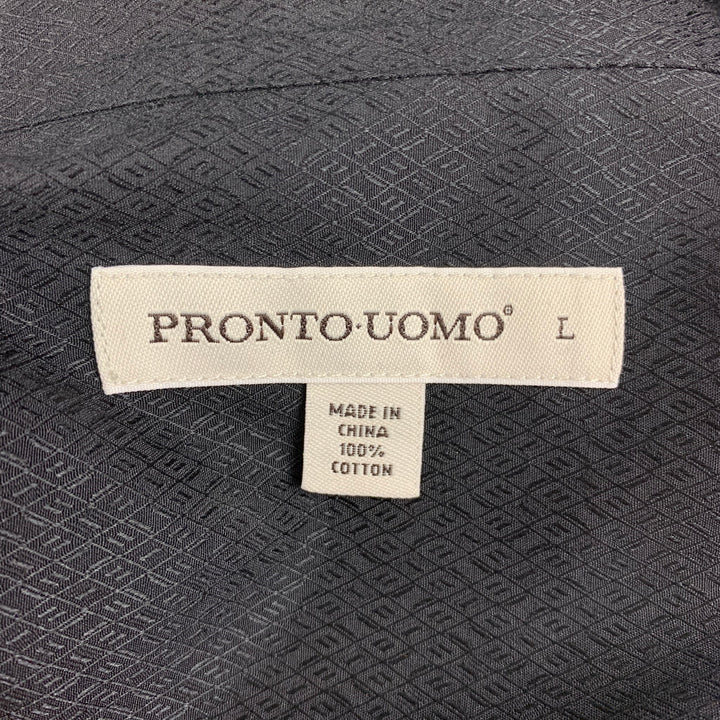 PRONTO·UOMO® L
MADE IN
CHINA
100%
COTTON